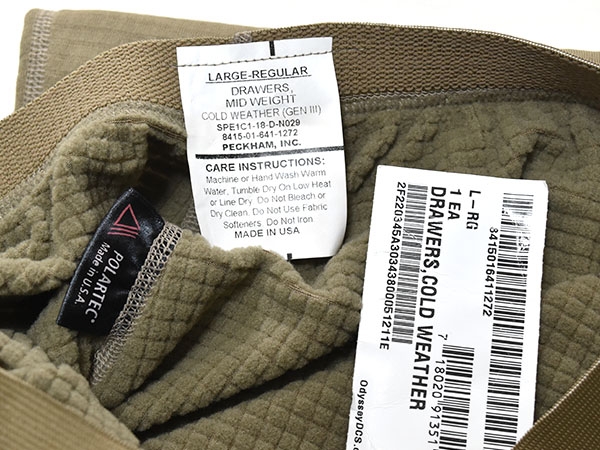 LARGE-REGULAR
DRAWERS,
MID WEIGHT
COLD WEATHER (GEN III)
SPE1C1-18-D-N029
8415-01-641-1272
PECKHAM, INC.
CARE INSTRUCTIONS:
Machine or Hand Wash Warm
Water, Tumble Dry On Low Heat
or Line Dry. Do Not Bleach or
Dry Clean. Do Not Use Fabric
Softeners. Do Not Iron
MADE IN USA
POLARTEC®
Made in U.S.A.
L-RG
8415016411272
1 EA
DRAWERS,COLD WEATHER
2F220345A30343800051211E
7 18020 91351
OdysseyDCS.com